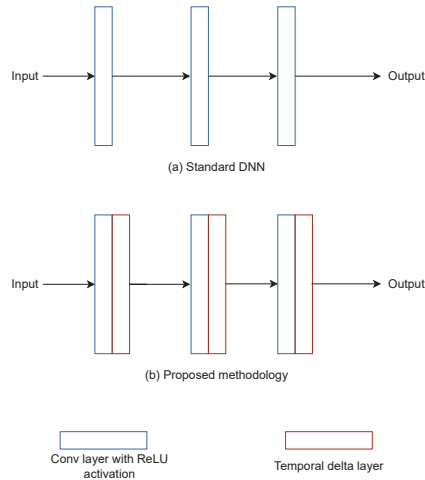 Input
Output
(a) Standard DNN
Input
Output
(b) Proposed methodology
Conv layer with ReLU
activation
Temporal delta layer